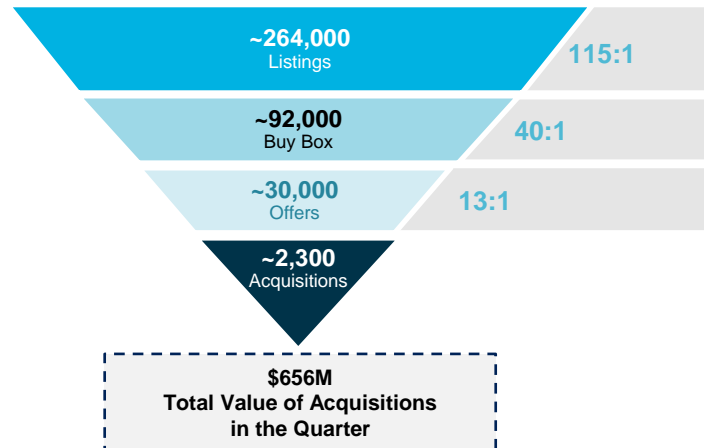 ~264,000
Listings
115:1
~92,000
Buy Box
40:1
~30,000
Offers
13:1
~2,300
Acquisitions
$656M
Total Value of Acquisitions
in the Quarter